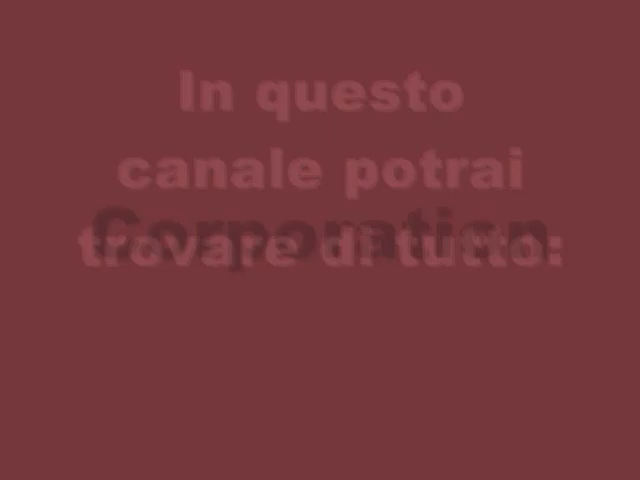 In questo
canale potrai
trovare di tutto:
Corporation